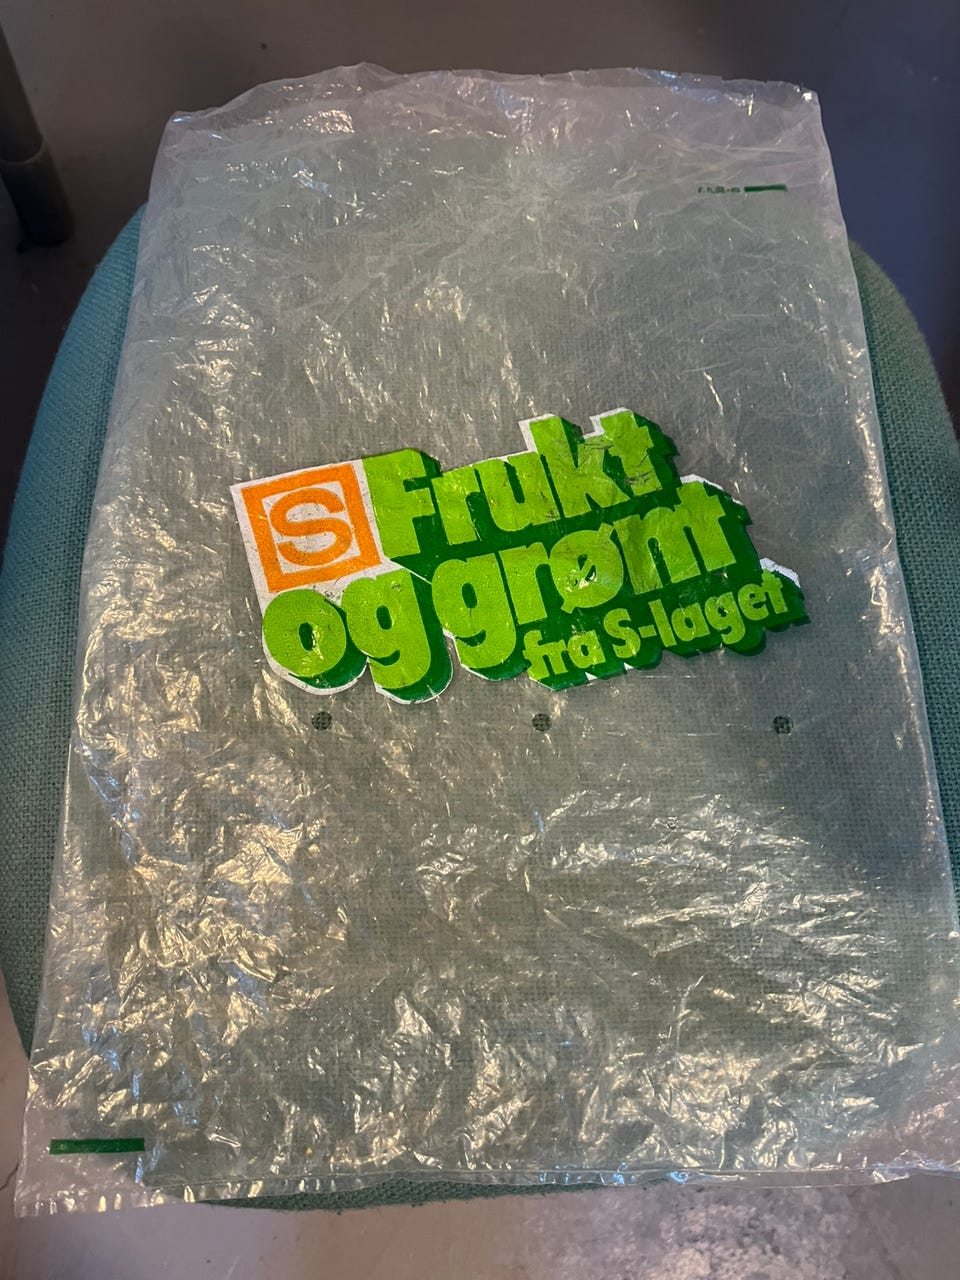 S Frukt
og grønt
fra S-laget